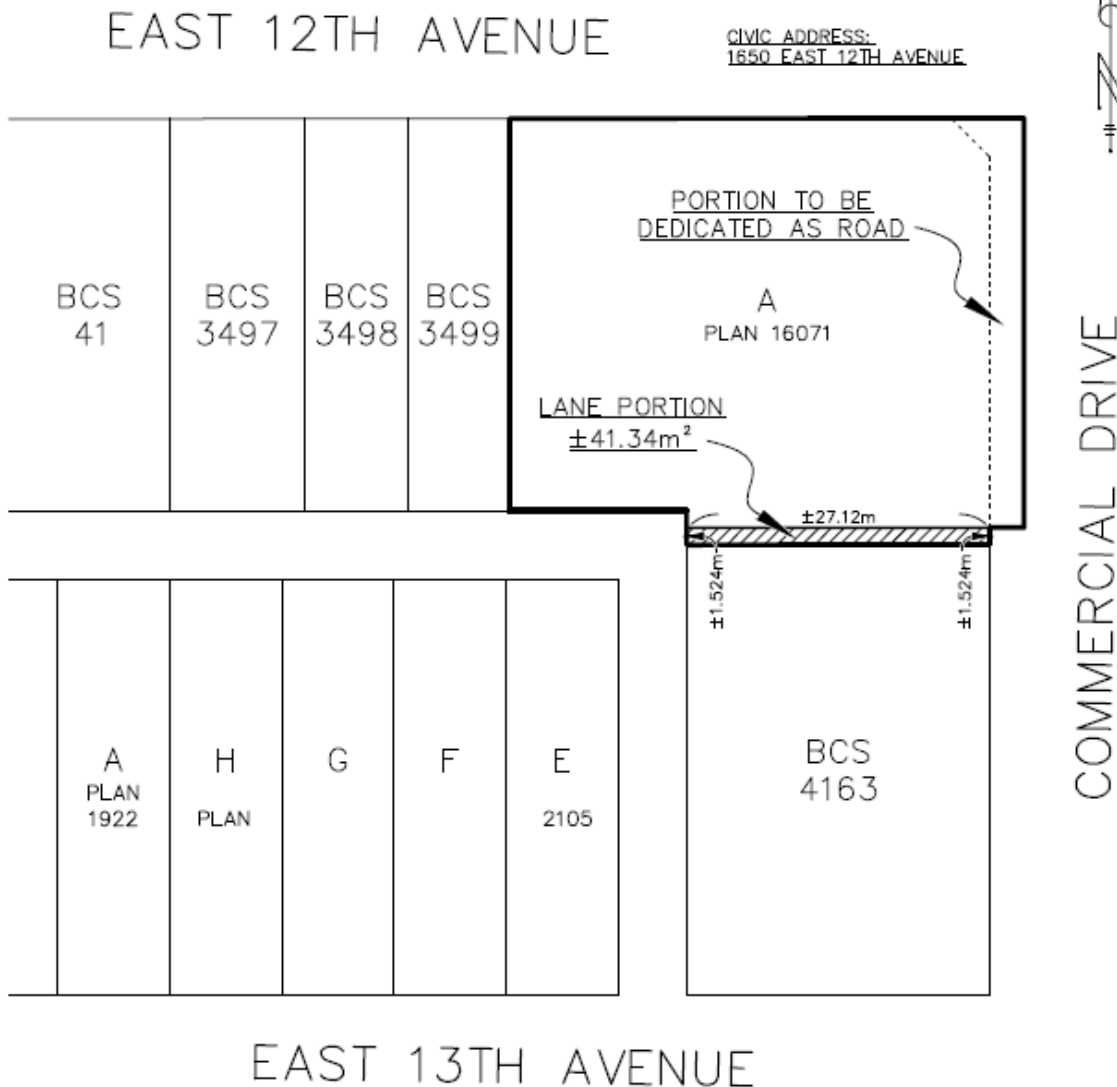 EAST 12TH AVENUE
CIVIC ADDRESS:
1650 EAST 12TH AVENUE
PORTION TO BE
DEDICATED AS ROAD
BCS
41
BCS
3497
BCS
3498
BCS
3499
A
PLAN 16071
LANE PORTION
±41.34m²
±27.12m
±1.524m
±1.524m
COMMERCIAL DRIVE
A
PLAN
1922
H
PLAN
G
F
E
2105
BCS
4163
EAST 13TH AVENUE